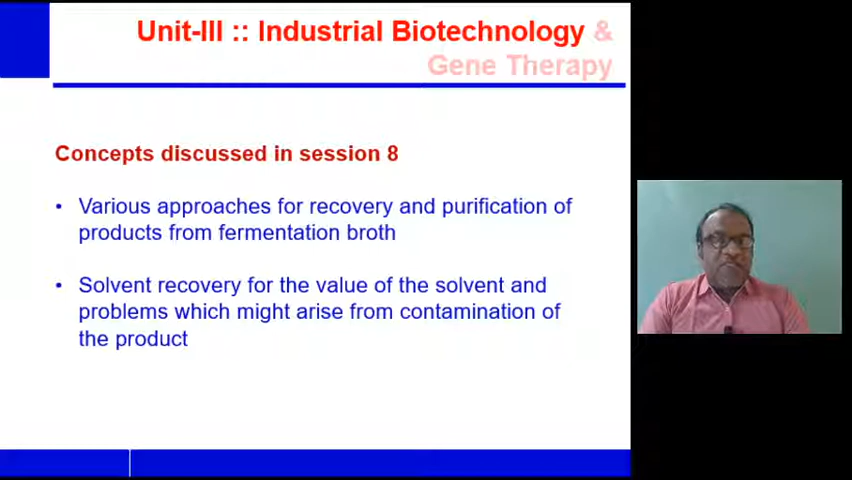 Unit-III :: Industrial Biotechnology &
Gene Therapy
Concepts discussed in session 8
• Various approaches for recovery and purification of
products from fermentation broth
• Solvent recovery for the value of the solvent and
problems which might arise from contamination of
the product